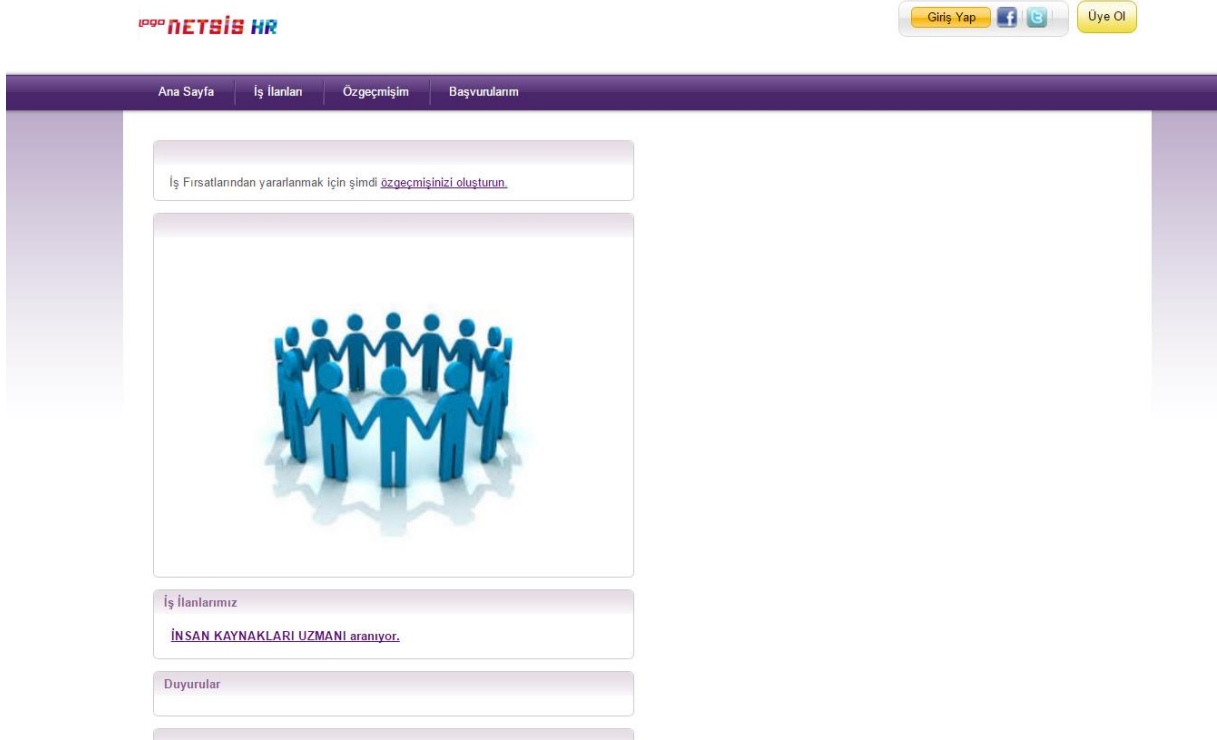 LOGO NETSİS HR
Giriş Yap
Üye Ol
Ana Sayfa
İş İlanları
Özgeçmişim
Başvurularım
İş Fırsatlarından yararlanmak için şimdi özgeçmişinizi oluşturun.
İş İlanlarımız
İNSAN KAYNAKLARI UZMANI aranıyor.
Duyurular